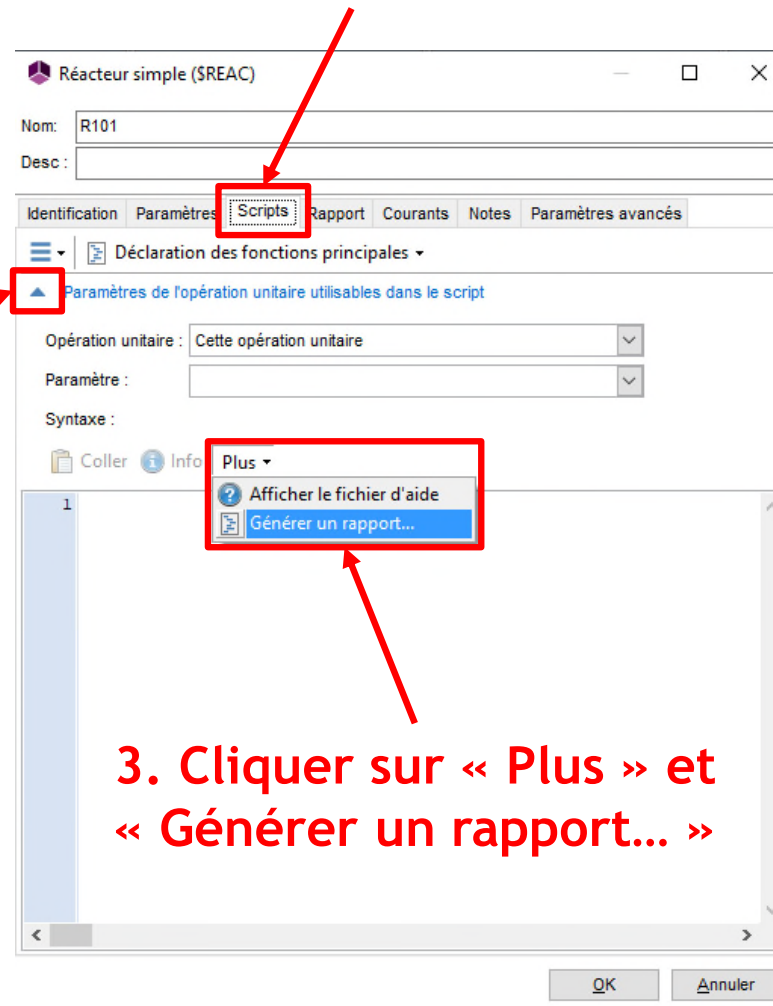 Réacteur simple ($REAC)
Nom: R101
Desc :
Identification Paramètres Scripts Rapport Courants Notes Paramètres avancés
Déclaration des fonctions principales
Paramètres de l'opération unitaire utilisables dans le script
Opération unitaire : Cette opération unitaire
Paramètre :
Syntaxe :
Coller Info Plus
Afficher le fichier d'aide
1
Générer un rapport...
3. Cliquer sur « Plus » et
« Générer un rapport… »
OK Annuler